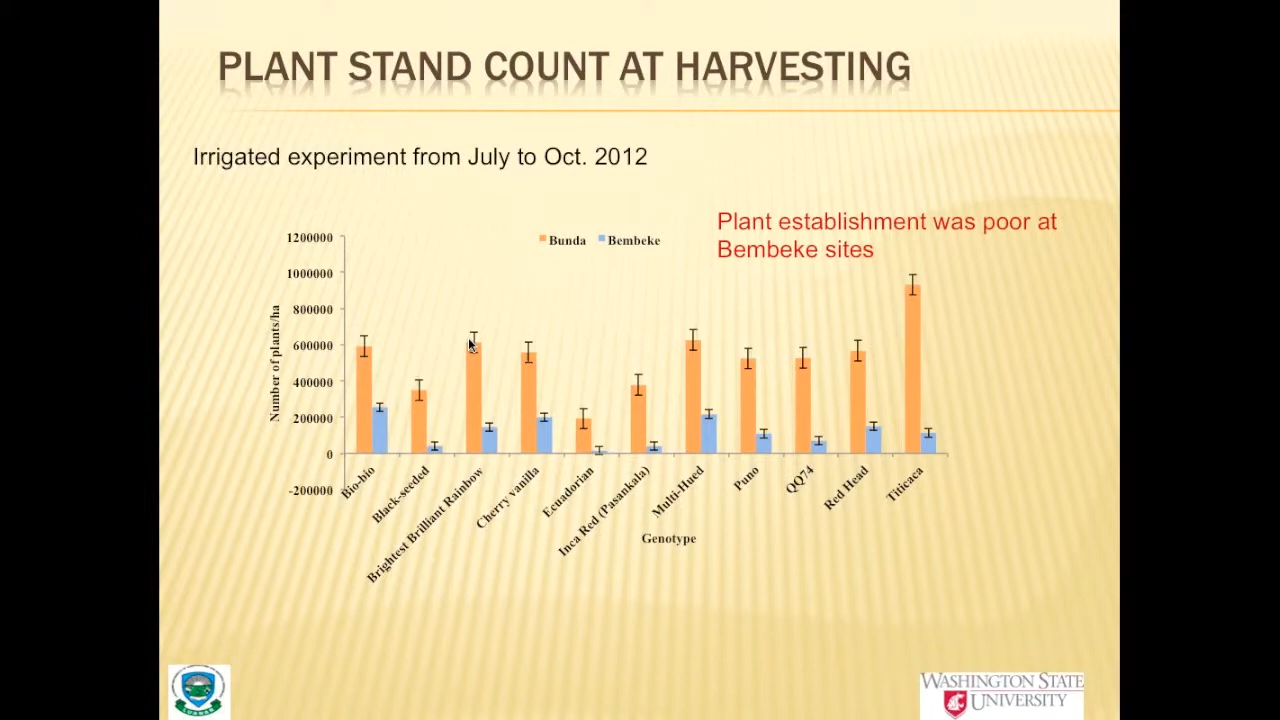 PLANT STAND COUNT AT HARVESTING
Irrigated experiment from July to Oct. 2012
Plant establishment was poor at
Bembeke sites
Bunda Bembeke
1200000
1000000
800000
600000
400000
200000
0
-200000
Number of plants/ha
Bio-bio
Black-seeded
Brightest Brilliant Rainbow
Cherry vanilla
Ecuadorian
Inca Red (Pasankala)
Multi-Hued
Puno
QQ74
Red Head
Titicaca
Genotype
WASHINGTON STATE
UNIVERSITY